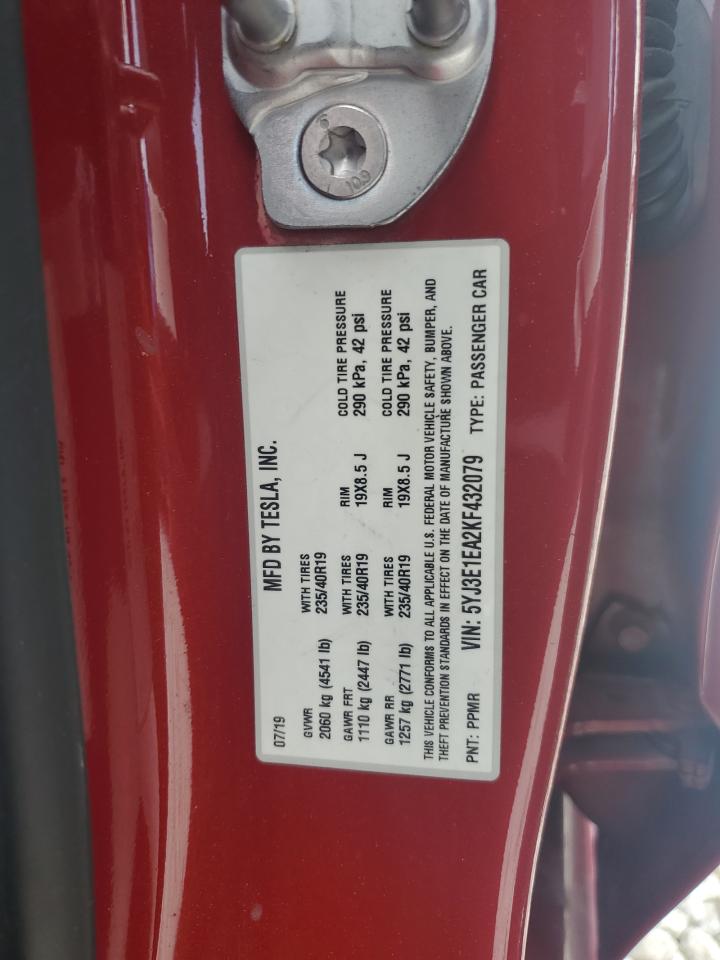 109
MFD BY TESLA, INC.
07/19
GVWR WITH TIRES
2060 kg (4541 lb) 235/40R19
GAWR FRT WITH TIRES RIM COLD TIRE PRESSURE
1110 kg (2447 lb) 235/40R19 19X8.5 J 290 kPa, 42 psi
GAWR RR WITH TIRES RIM COLD TIRE PRESSURE
1257 kg (2771 lb) 235/40R19 19X8.5 J 290 kPa, 42 psi
THIS VEHICLE CONFORMS TO ALL APPLICABLE U.S. FEDERAL MOTOR VEHICLE SAFETY, BUMPER, AND
THEFT PREVENTION STANDARDS IN EFFECT ON THE DATE OF MANUFACTURE SHOWN ABOVE.
PNT: PPMR VIN: 5YJ3E1EA2KF432079 TYPE: PASSENGER CAR